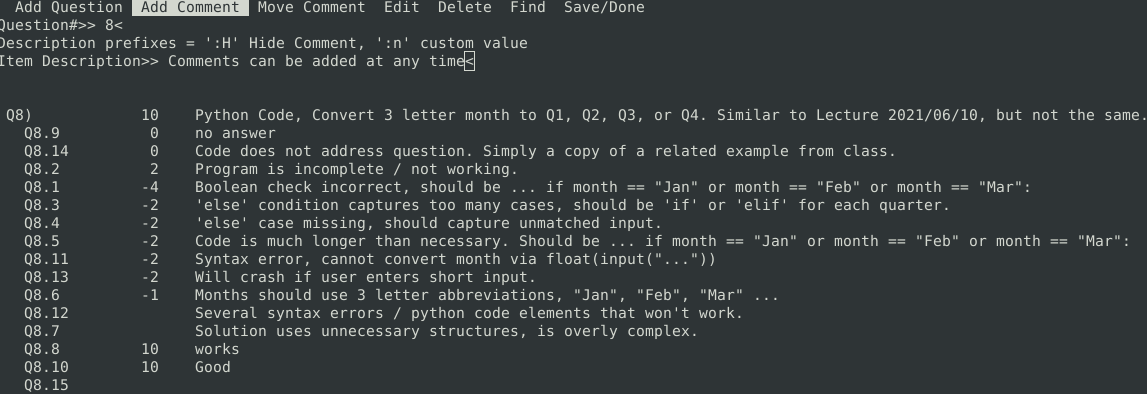 Add Question  Add Comment  Move Comment  Edit  Delete  Find  Save/Done
Question#>> 8<
Description prefixes = ':H' Hide Comment, ':n' custom value
Item Description>> Comments can be added at any time<
Q8)  10  Python Code, Convert 3 letter month to Q1, Q2, Q3, or Q4. Similar to Lecture 2021/06/10, but not the same.
Q8.9  0  no answer
Q8.14  0  Code does not address question. Simply a copy of a related example from class.
Q8.2  2  Program is incomplete / not working.
Q8.1  -4  Boolean check incorrect, should be ... if month == "Jan" or month == "Feb" or month == "Mar":
Q8.3  -2  'else' condition captures too many cases, should be 'if' or 'elif' for each quarter.
Q8.4  -2  'else' case missing, should capture unmatched input.
Q8.5  -2  Code is much longer than necessary. Should be ... if month == "Jan" or month == "Feb" or month == "Mar":
Q8.11  -2  Syntax error, cannot convert month via float(input("..."))
Q8.13  -2  Will crash if user enters short input.
Q8.6  -1  Months should use 3 letter abbreviations, "Jan", "Feb", "Mar" ...
Q8.12  Several syntax errors / python code elements that won't work.
Q8.7  Solution uses unnecessary structures, is overly complex.
Q8.8  10  works
Q8.10  10  Good
Q8.15